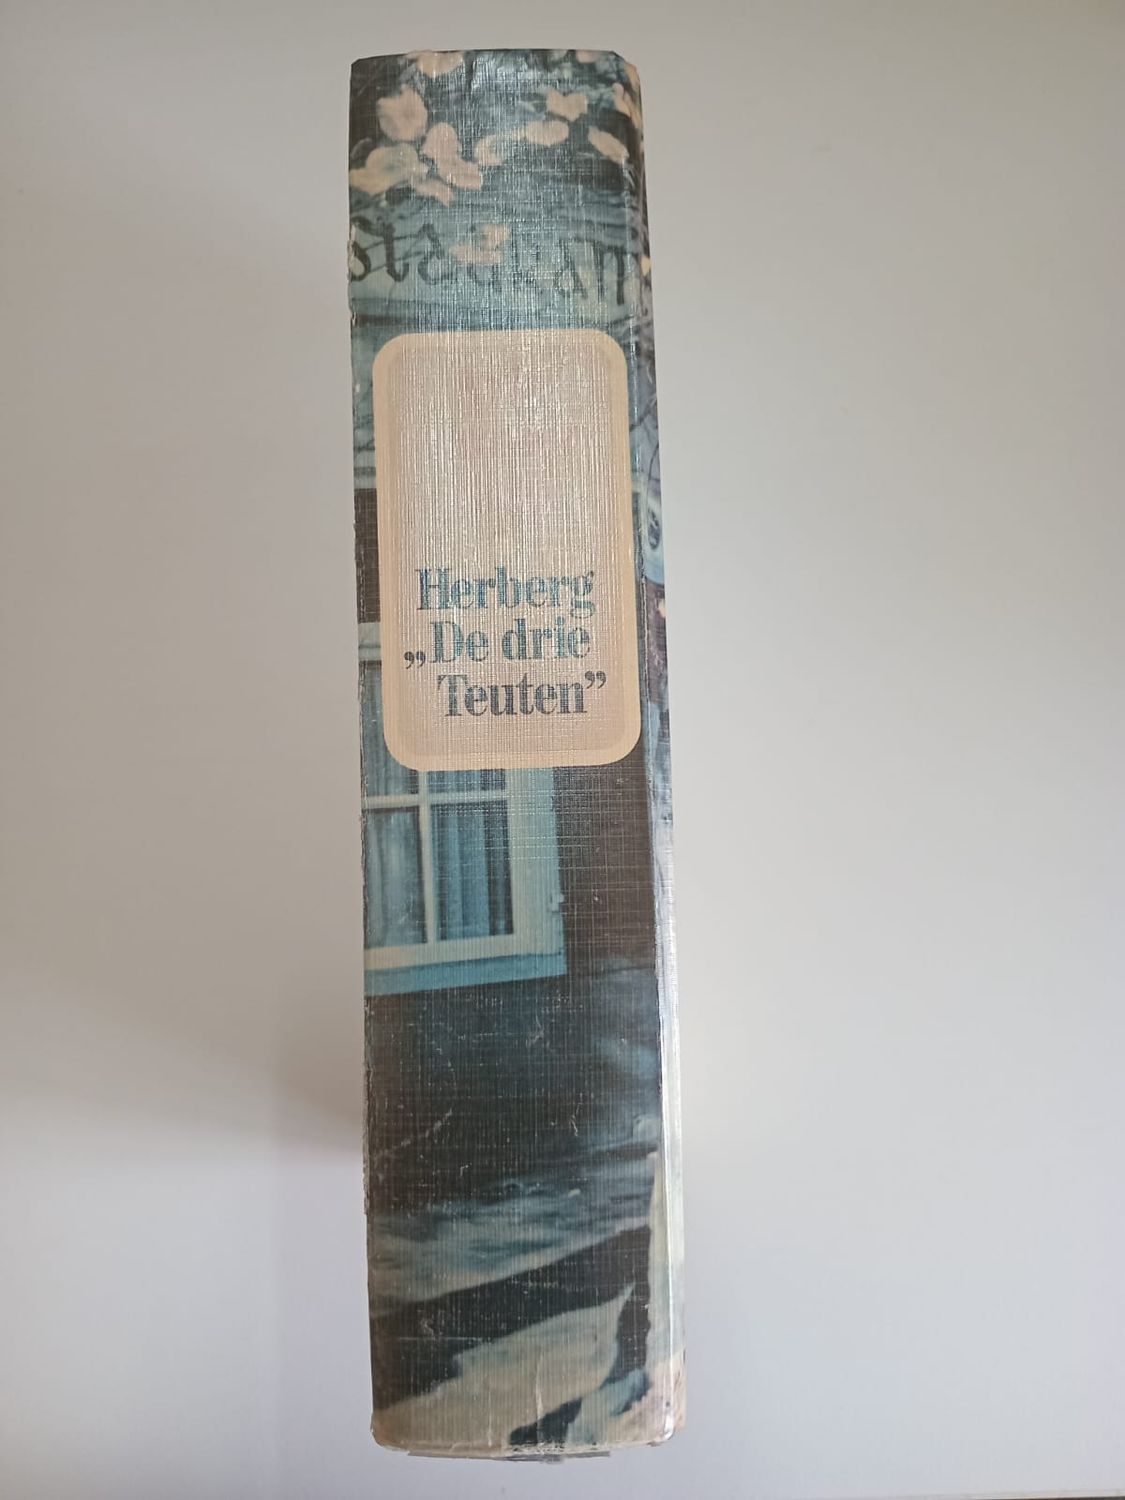 Herberg
„De drie
Teuten”